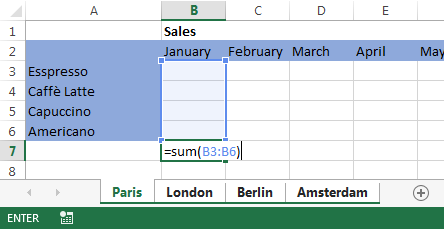 A B C D E
1 Sales
2 January February March April May
3 Esspresso
4 Caffè Latte
5 Capuccino
6 Americano
7 =sum(B3:B6)
8
Paris London Berlin Amsterdam
ENTER